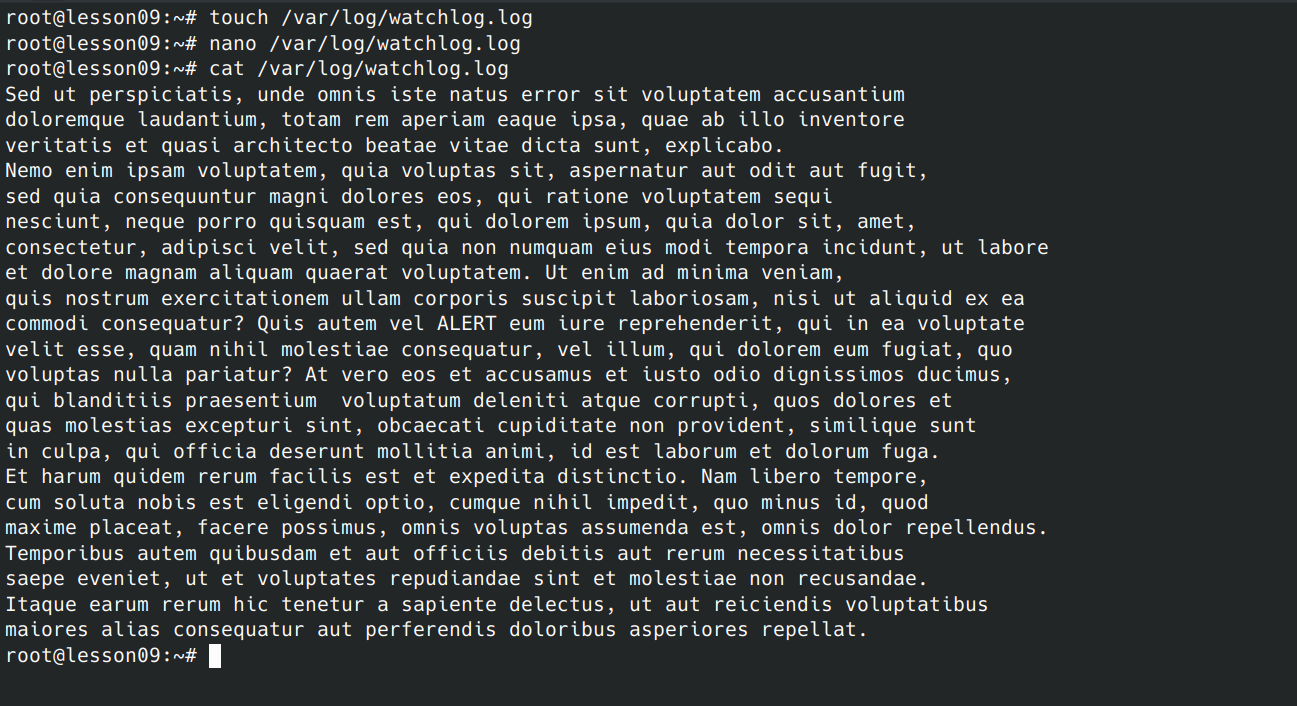 root@lesson09:~# touch /var/log/watchlog.log
root@lesson09:~# nano /var/log/watchlog.log
root@lesson09:~# cat /var/log/watchlog.log
Sed ut perspiciatis, unde omnis iste natus error sit voluptatem accusantium
doloremque laudantium, totam rem aperiam eaque ipsa, quae ab illo inventore
veritatis et quasi architecto beatae vitae dicta sunt, explicabo.
Nemo enim ipsam voluptatem, quia voluptas sit, aspernatur aut odit aut fugit,
sed quia consequuntur magni dolores eos, qui ratione voluptatem sequi
nesciunt, neque porro quisquam est, qui dolorem ipsum, quia dolor sit, amet,
consectetur, adipisci velit, sed quia non numquam eius modi tempora incidunt, ut labore
et dolore magnam aliquam quaerat voluptatem. Ut enim ad minima veniam,
quis nostrum exercitationem ullam corporis suscipit laboriosam, nisi ut aliquid ex ea
commodi consequatur? Quis autem vel ALERT eum iure reprehenderit, qui in ea voluptate
velit esse, quam nihil molestiae consequatur, vel illum, qui dolorem eum fugiat, quo
voluptas nulla pariatur? At vero eos et accusamus et iusto odio dignissimos ducimus,
qui blanditiis praesentium  voluptatum deleniti atque corrupti, quos dolores et
quas molestias excepturi sint, obcaecati cupiditate non provident, similique sunt
in culpa, qui officia deserunt mollitia animi, id est laborum et dolorum fuga.
Et harum quidem rerum facilis est et expedita distinctio. Nam libero tempore,
cum soluta nobis est eligendi optio, cumque nihil impedit, quo minus id, quod
maxime placeat, facere possimus, omnis voluptas assumenda est, omnis dolor repellendus.
Temporibus autem quibusdam et aut officiis debitis aut rerum necessitatibus
saepe eveniet, ut et voluptates repudiandae sint et molestiae non recusandae.
Itaque earum rerum hic tenetur a sapiente delectus, ut aut reiciendis voluptatibus
maiores alias consequatur aut perferendis doloribus asperiores repellat.
root@lesson09:~#